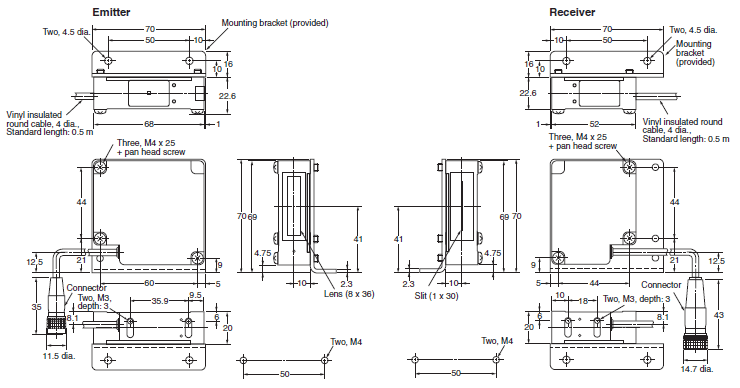 Emitter
70
Two, 4.5 dia.
50
10
Mounting bracket (provided)
16
10
22.6
Vinyl insulated
round cable, 4 dia.,
Standard length: 0.5 m
68
1
Three, M4 x 25
+ pan head screw
44
21
12.5
9
60
5
Connector
Two, M3,
depth: 3
35.9
9.5
35
8.1
6
20
11.5 dia.
70
69
41
4.75
10
2.3
Lens (8 x 36)
Two, M4
50
Receiver
70
10
50
Two, 4.5 dia.
Mounting
bracket
(provided)
16
10
22.6
1
52
Vinyl insulated round
cable, 4 dia.,
Standard length: 0.5 m
Three, M4 x 25
+ pan head screw
41
69
70
4.75
2.3
10
Slit (1 x 30)
44
21
12.5
9
5
44
Connector
10
18
Two, M3, depth: 3
6
20
8.1
43
14.7 dia.
Two, M4
50